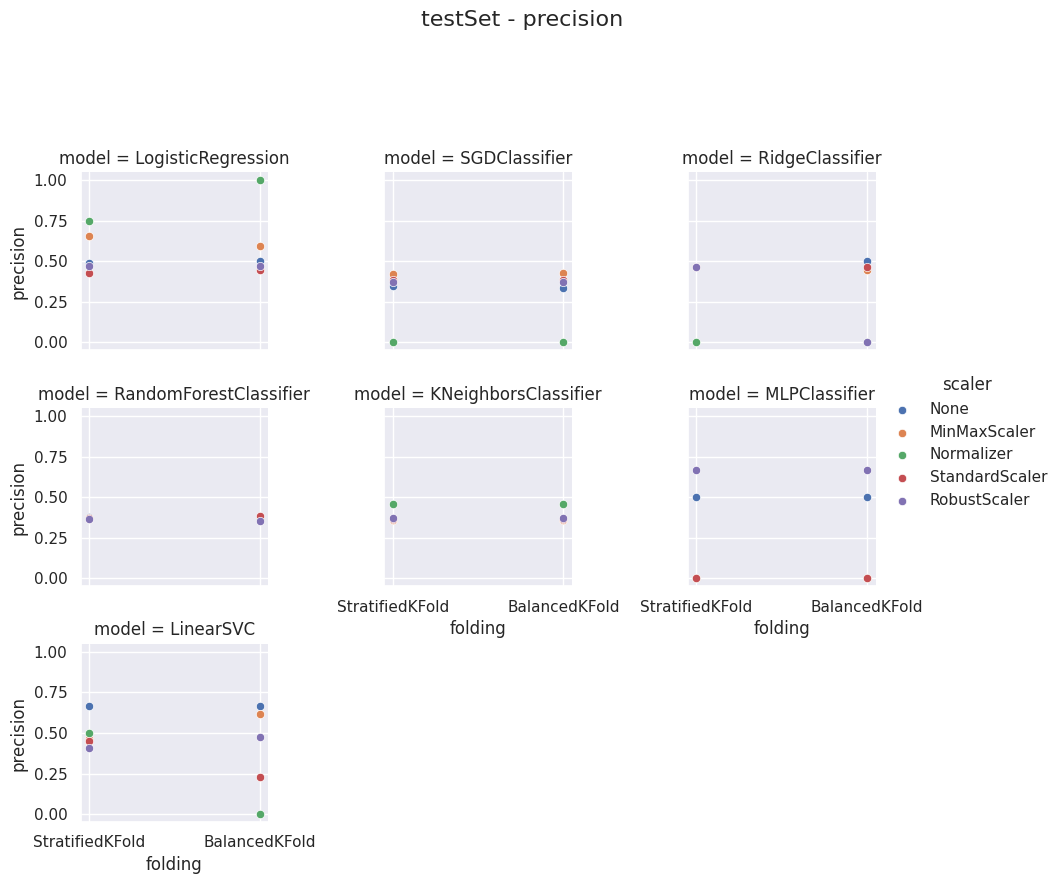 testSet - precision
model = LogisticRegression
model = SGDClassifier
model = RidgeClassifier
1.00
0.75
0.50
0.25
0.00
precision
model = RandomForestClassifier
model = KNeighborsClassifier
model = MLPClassifier
1.00
0.75
0.50
0.25
0.00
precision
StratifiedKFold
BalancedKFold
folding
StratifiedKFold
BalancedKFold
folding
scaler
None
MinMaxScaler
Normalizer
StandardScaler
RobustScaler
model = LinearSVC
1.00
0.75
0.50
0.25
0.00
precision
StratifiedKFold
BalancedKFold
folding